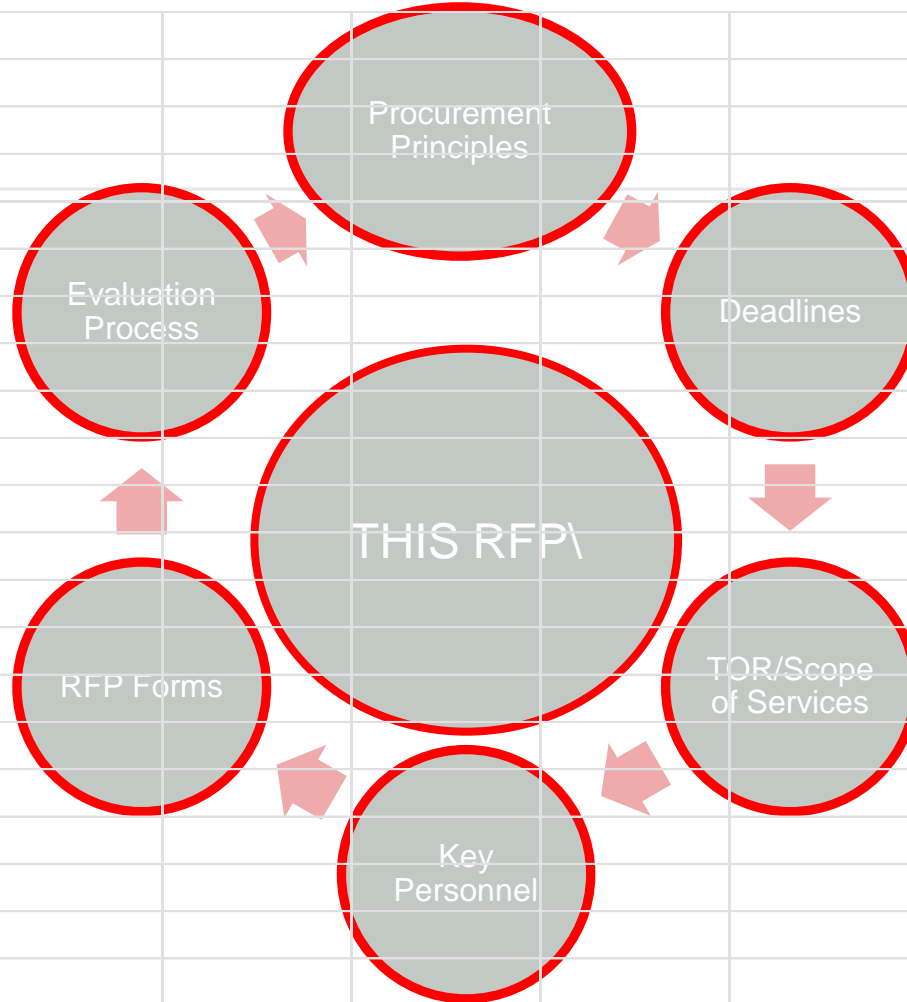 Procurement
Principles
Evaluation
Process
Deadlines
THIS RFP\
RFP Forms
TOR/Scope
of Services
Key
Personnel